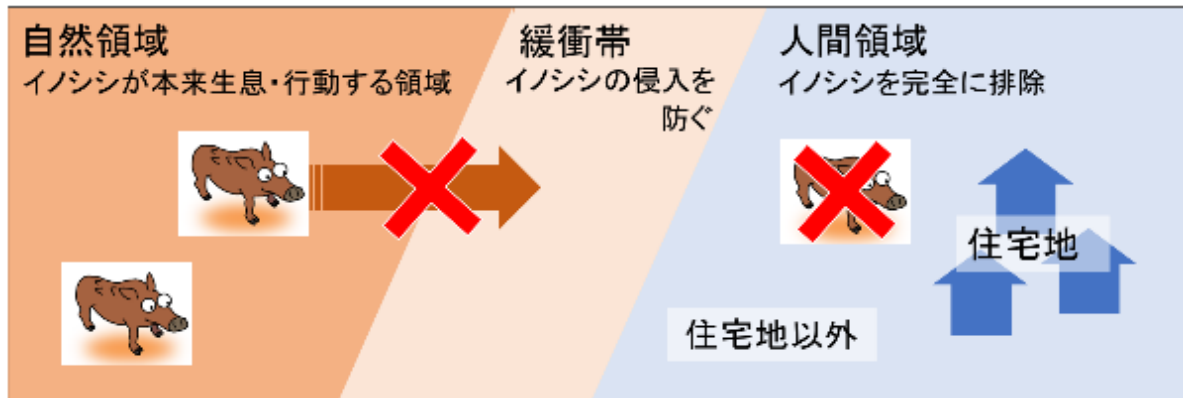 自然領域
イノシシが本来生息・行動する領域
緩衝帯
イノシシの侵入を
防ぐ
人間領域
イノシシを完全に排除
住宅地
住宅地以外